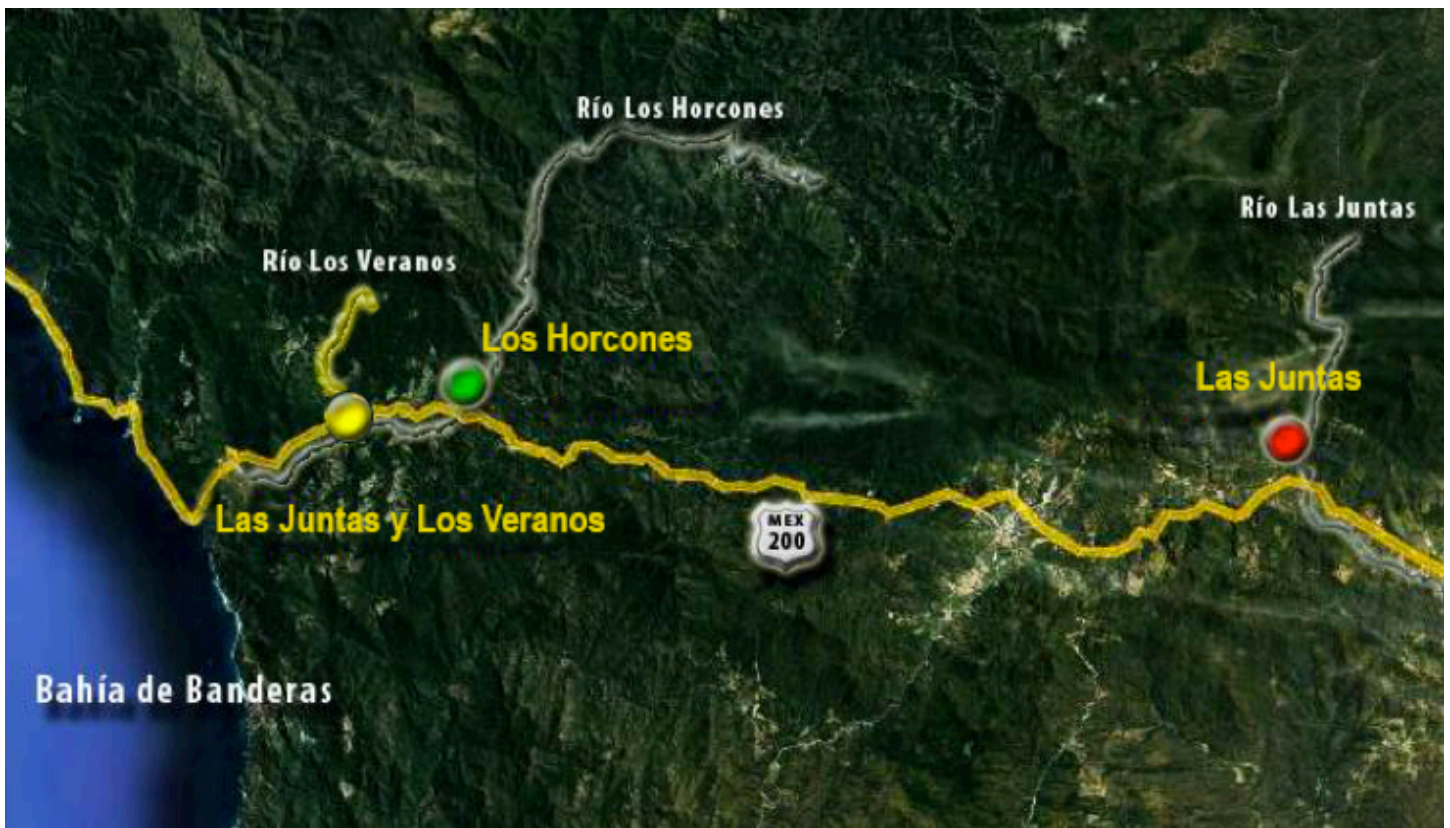 Río Los Horcones
Río Las Juntas
Río Los Veranos
Los Horcones
Las Juntas
Las Juntas y Los Veranos
MEX
200
Bahía de Banderas